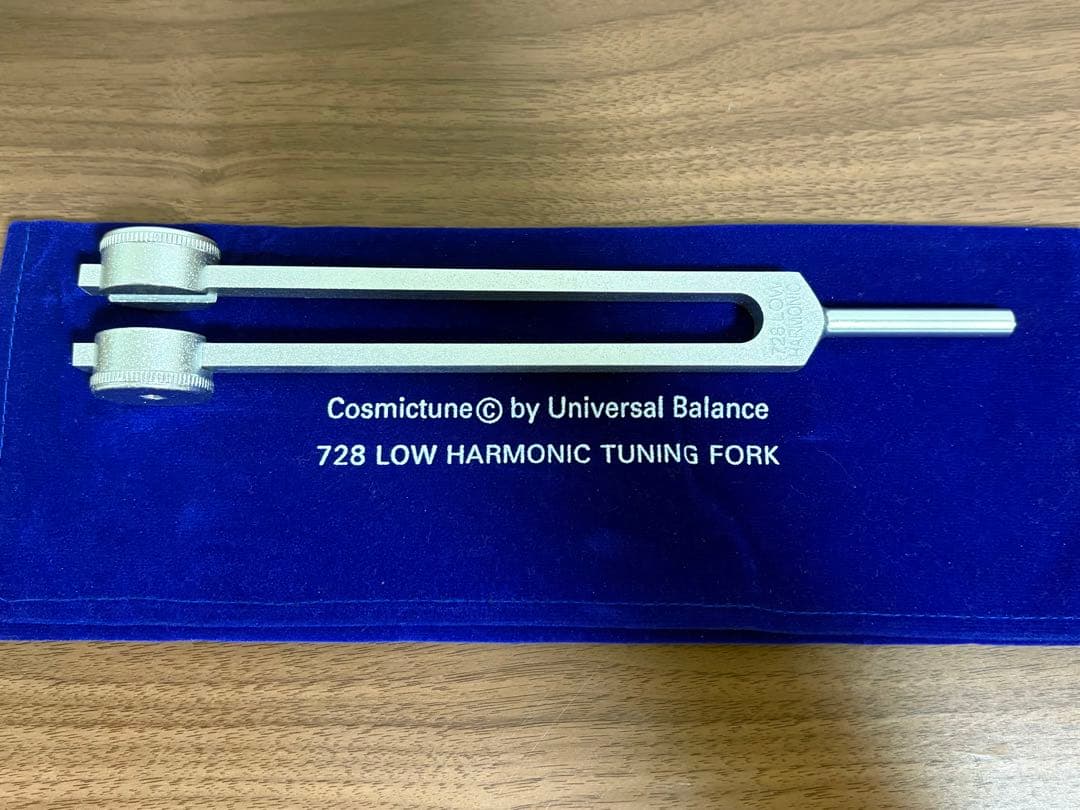 728 LOW
HARMONIC
Cosmictune© by Universal Balance
728 LOW HARMONIC TUNING FORK